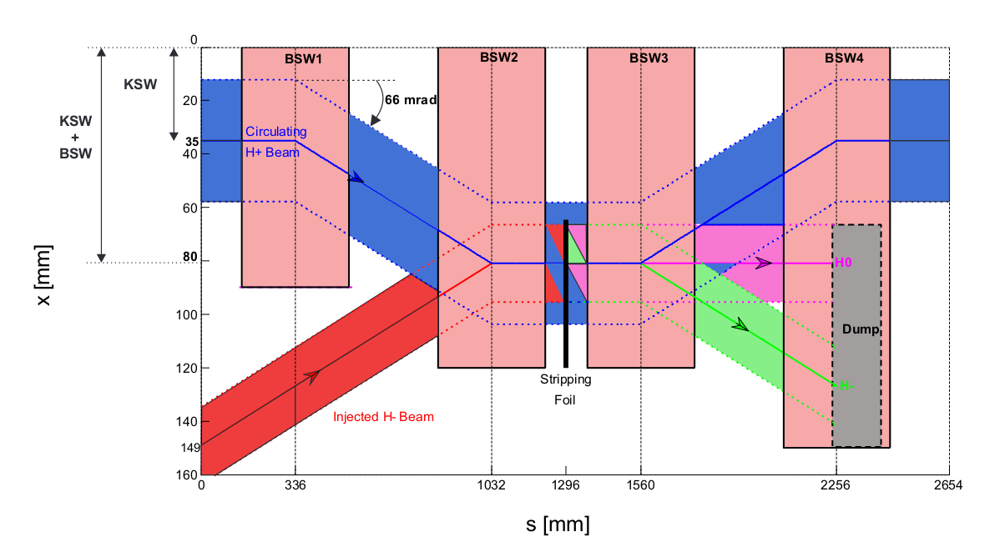 0
BSW1
BSW2
BSW3
BSW4
KSW
20
66 mrad
KSW
+
BSW
Circulating
35
40
H+ Beam
60
80
H0
100
Dump
120
Stripping
Foil
H-
140
Injected H- Beam
149
160
0
336
1032
1296
1560
2256
2654
x [mm]
s [mm]